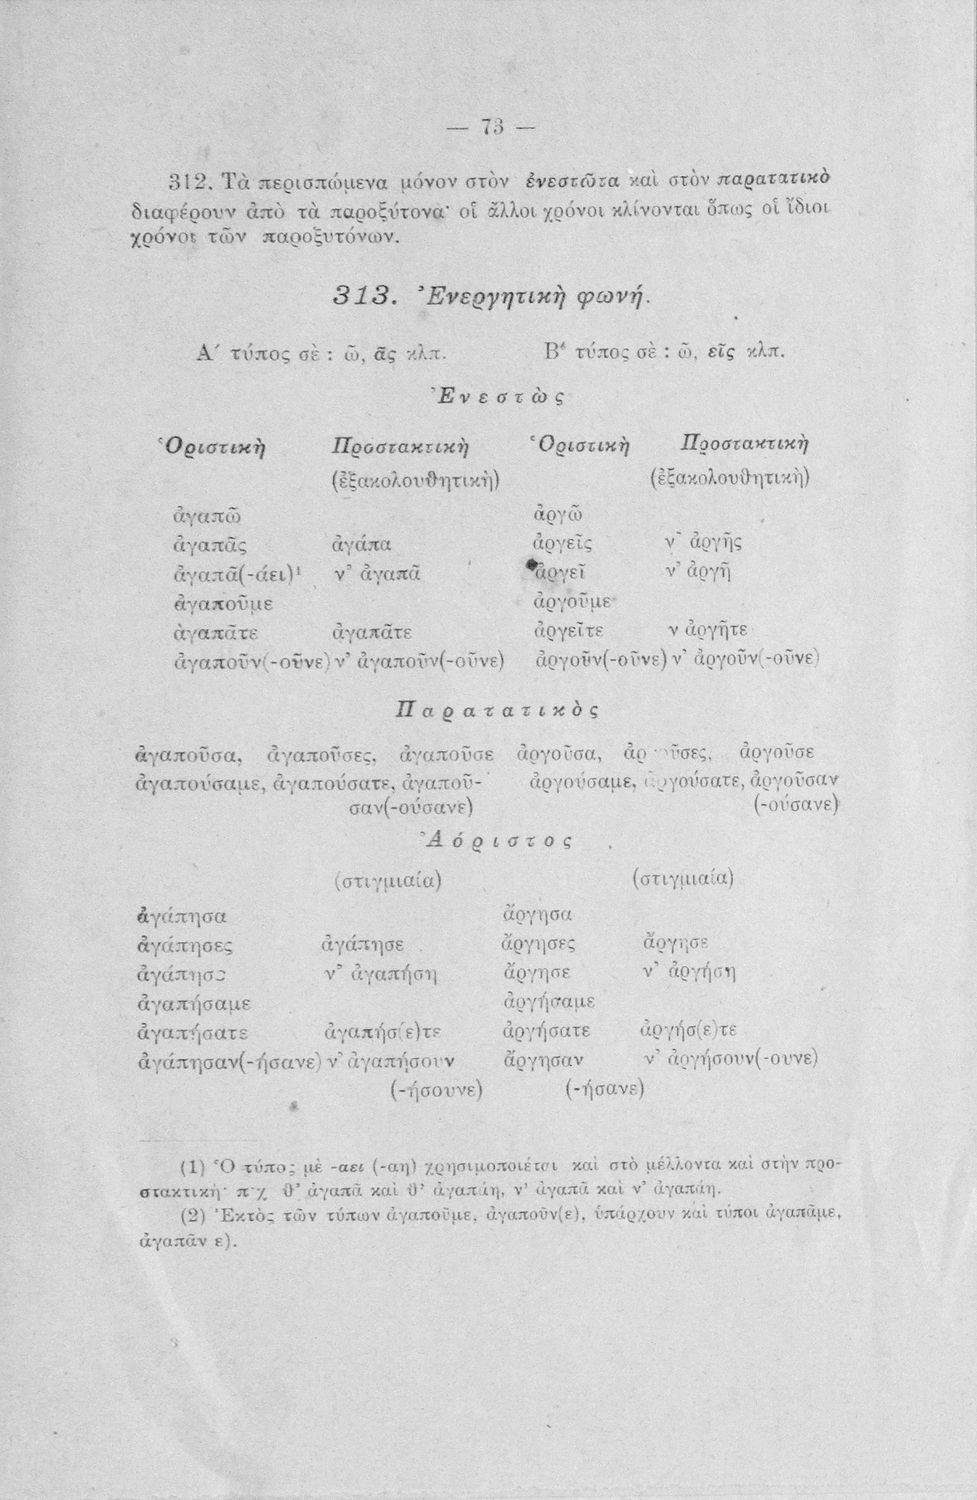 — 73 —
312. Τὰ περισπώμενα μόνον στὸν ἐνεστῶτα καὶ στὸν παρατατικὸ
διαφέρουν ἀπὸ τὰ παροξύτονα· οἱ ἄλλοι χρόνοι κλίνονται ὅπως οἱ ἴδιοι
χρόνοι τῶν παροξυτόνων.
313. Ἐνεργητικὴ φωνή.
Α΄ τύπος σὲ : ῶ, ᾶς κλπ. Β΄ τύπος σὲ : ῶ, εῖς κλπ.
Ἐνεστὼς
Ὁριστικὴ Προστακτικὴ Ὁριστικὴ Προστακτικὴ
(ἐξακολουθητικὴ) (ἐξακολουθητικὴ)
ἀγαπῶ ἀργῶ
ἀγαπᾶς ἀγάπα ἀργεῖς ν' ἀργῆς
ἀγαπᾶ(-άει)¹ ν' ἀγαπᾶ ἀργεῖ ν' ἀργῆ
ἀγαποῦμε ἀργοῦμε
ἀγαπᾶτε ἀγαπᾶτε ἀργεῖτε ν ἀργῆτε
ἀγαποῦν(-οῦνε) ν' ἀγαποῦν(-οῦνε) ἀργοῦν(-οῦνε) ν' ἀργοῦν(-οῦνε)
Παρατατικὸς
ἀγαποῦσα, ἀγαποῦσες, ἀγαποῦσε ἀργοῦσα, ἀργοῦσες, ἀργοῦσε
ἀγαπούσαμε, ἀγαπούσατε, ἀγαποῦ- ἀργούσαμε, ἀργούσατε, ἀργοῦσαν
σαν(-ούσανε) (-ούσανε)
Ἀόριστος
(στιγμιαία) (στιγμιαία)
ἀγάπησα ἄργησα
ἀγάπησες ἀγάπησε ἄργησες ἄργησε
ἀγάπησε ν' ἀγαπήση ἄργησε ν' ἀργήση
ἀγαπήσαμε ἀργήσαμε
ἀγαπήσατε ἀγαπήσ(ε)τε ἀργήσατε ἀργήσ(ε)τε
ἀγάπησαν(-ήσανε) ν' ἀγαπήσουν ἄργησαν ν' ἀργήσουν(-ουνε)
(-ήσουνε) (-ήσανε)
(1) Ὁ τύπος μὲ -αει (-αη) χρησιμοποιέται καὶ στὸ μέλλοντα καὶ στὴν προ-
στακτική· π χ θ' ἀγαπᾶ καὶ θ' ἀγαπάη, ν' ἀγαπᾶ καὶ ν' ἀγαπάη.
(2) Ἐκτὸς τῶν τύπων ἀγαποῦμε, ἀγαποῦν(ε), ὑπάρχουν καὶ τύποι ἀγαπᾶμε,
ἀγαπᾶν ε).